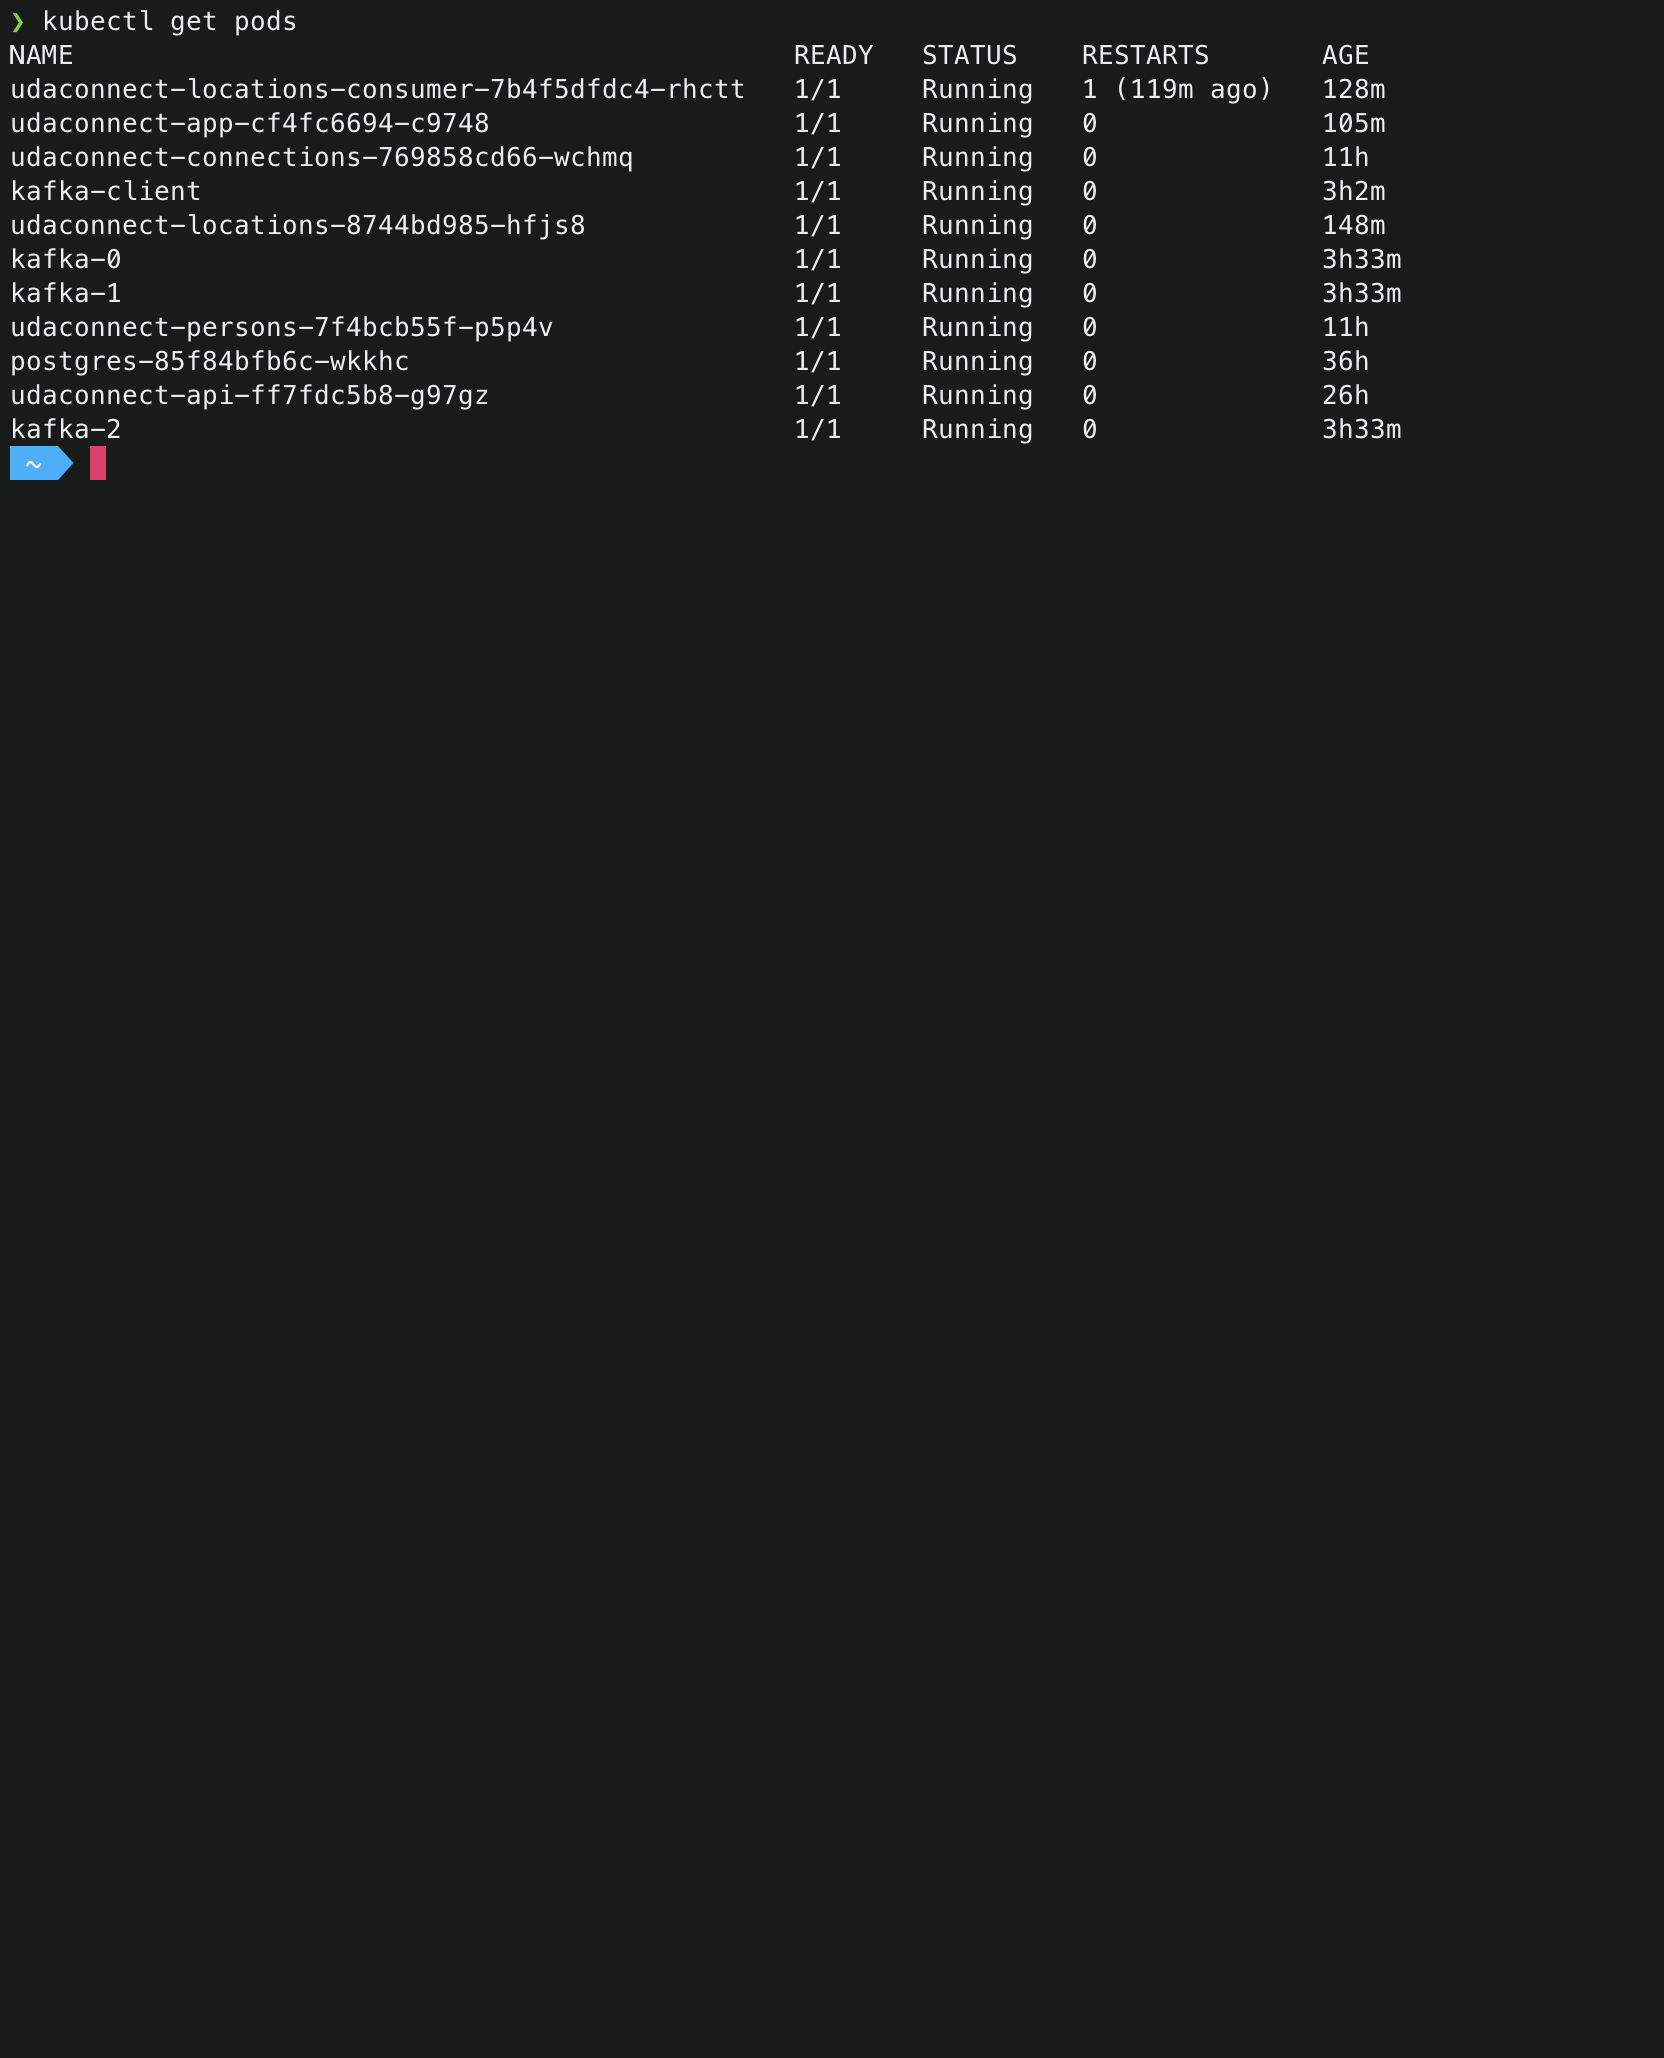 ❯ kubectl get pods
NAME READY STATUS RESTARTS AGE
udaconnect-locations-consumer-7b4f5dfdc4-rhctt 1/1 Running 1 (119m ago) 128m
udaconnect-app-cf4fc6694-c9748 1/1 Running 0 105m
udaconnect-connections-769858cd66-wchmq 1/1 Running 0 11h
kafka-client 1/1 Running 0 3h2m
udaconnect-locations-8744bd985-hfjs8 1/1 Running 0 148m
kafka-0 1/1 Running 0 3h33m
kafka-1 1/1 Running 0 3h33m
udaconnect-persons-7f4bcb55f-p5p4v 1/1 Running 0 11h
postgres-85f84bfb6c-wkkhc 1/1 Running 0 36h
udaconnect-api-ff7fdc5b8-g97gz 1/1 Running 0 26h
kafka-2 1/1 Running 0 3h33m
~